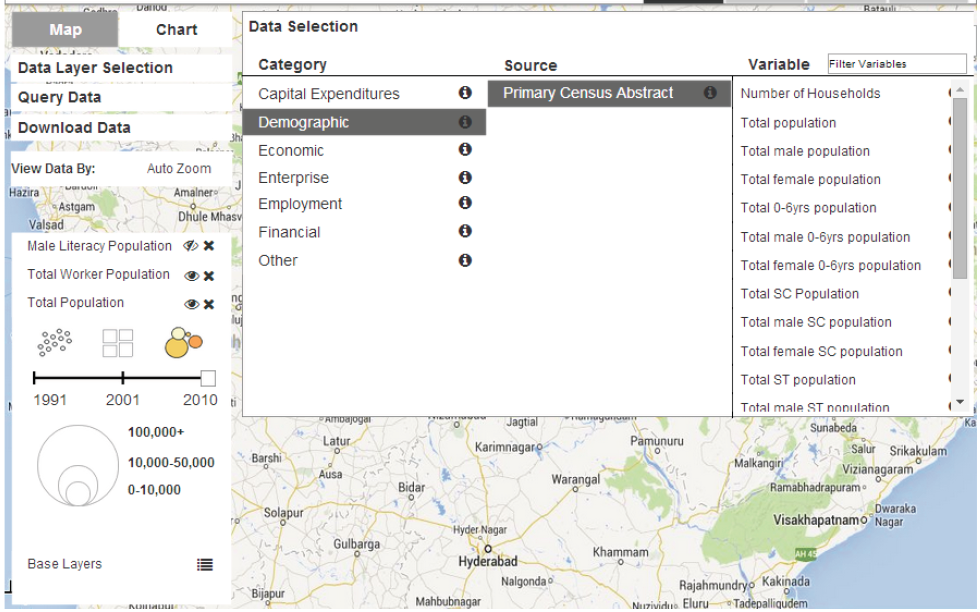 Map
Chart
Data Layer Selection
Query Data
Download Data
View Data By:
Auto Zoom
Male Literacy Population
Total Worker Population
Total Population
1991
2001
2010
100,000+
10,000-50,000
0-10,000
Base Layers
Data Selection
Category
Source
Variable
Filter Variables
Capital Expenditures
Demographic
Economic
Enterprise
Employment
Financial
Other
Primary Census Abstract
Number of Households
Total population
Total male population
Total female population
Total 0-6yrs population
Total male 0-6yrs population
Total female 0-6yrs population
Total SC Population
Total male SC population
Total female SC population
Total ST population
Total male ST population
Batauli
Hazira
Astgam
Amalner
Valsad
Dhule
Ambajogai
Jagtial
Latur
Karimnagar
Pamunuru
Sunabeda
Barshi
Ausa
Bidar
Warangal
Malkangiri
Salur
Srikakulam
Vizianagaram
Ramabhadrapuram
Solapur
Hyder Nagar
Visakhapatnam
Dwaraka
Nagar
Gulbarga
Hyderabad
Khammam
AH 45
Bijapur
Nalgonda
Rajahmundry
Kakinada
Mahbubnagar
Nuzividu
Eluru
Tadepalligudem